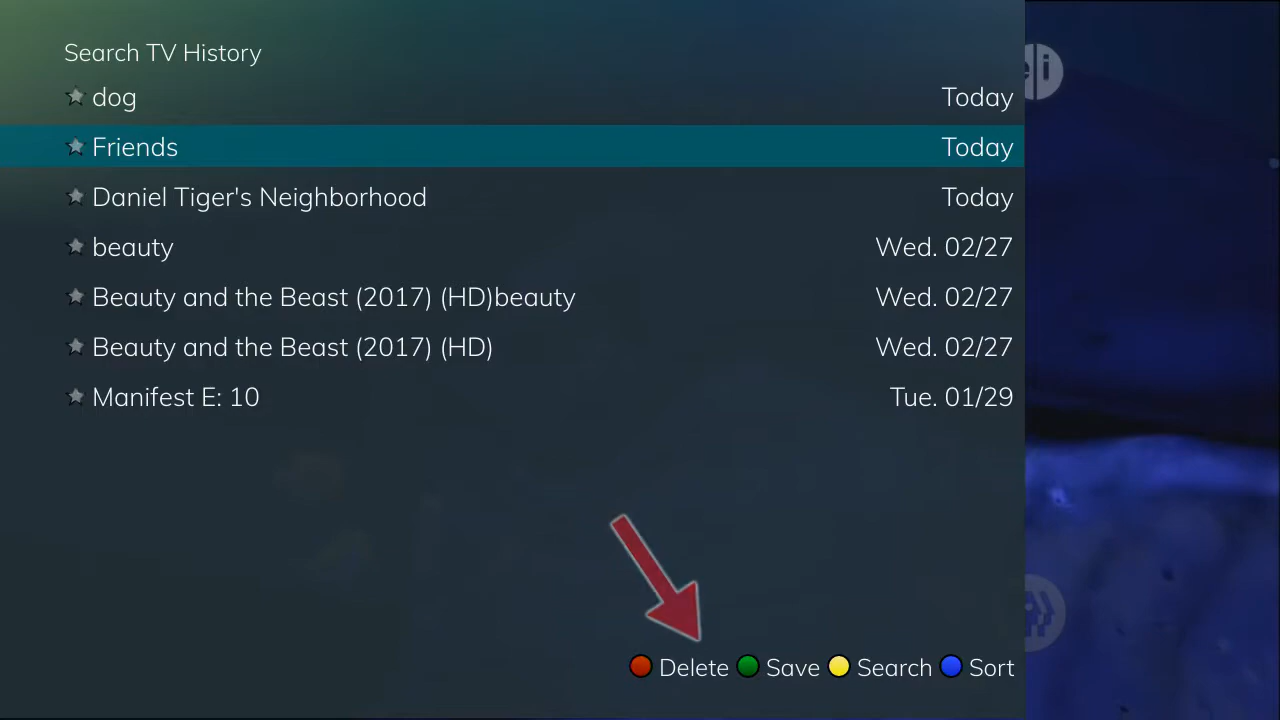 Search TV History
dog Today
Friends Today
Daniel Tiger's Neighborhood Today
beauty Wed. 02/27
Beauty and the Beast (2017) (HD)beauty Wed. 02/27
Beauty and the Beast (2017) (HD) Wed. 02/27
Manifest E: 10 Tue. 01/29
Delete Save Search Sort